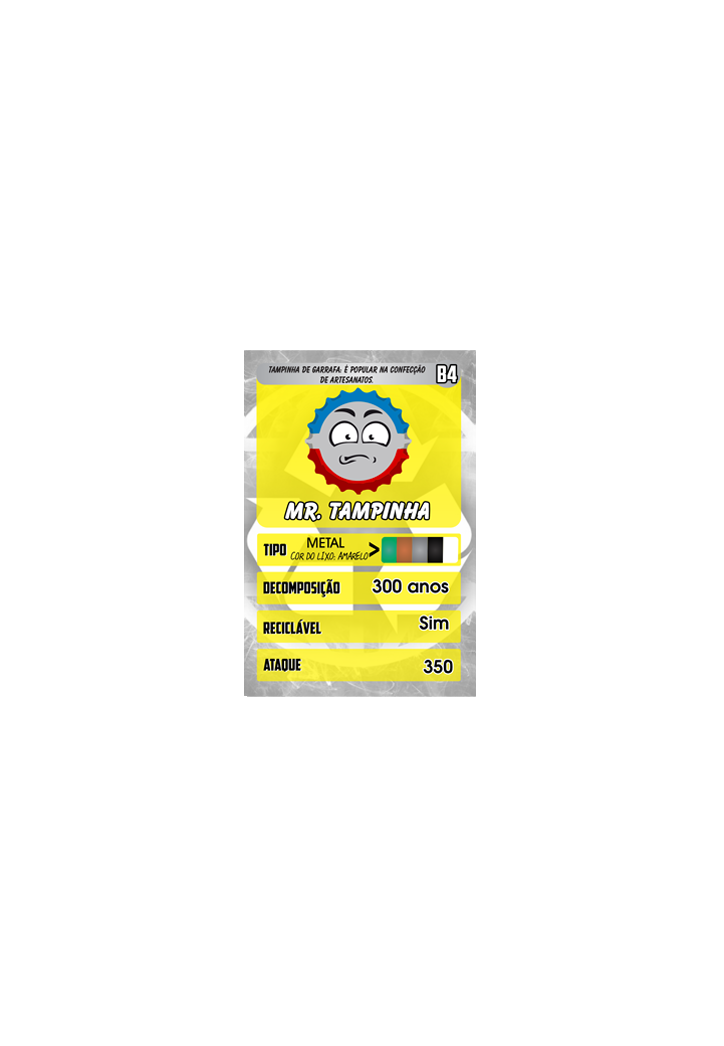 TAMPINHA DE GARRAFA: É POPULAR NA CONFECÇÃO
DE ARTESANATOS.
B4
MR. TAMPINHA
TIPO
METAL
COR DO LIXO: AMARELO
>
DECOMPOSIÇÃO
300 anos
RECICLÁVEL
Sim
ATAQUE
350